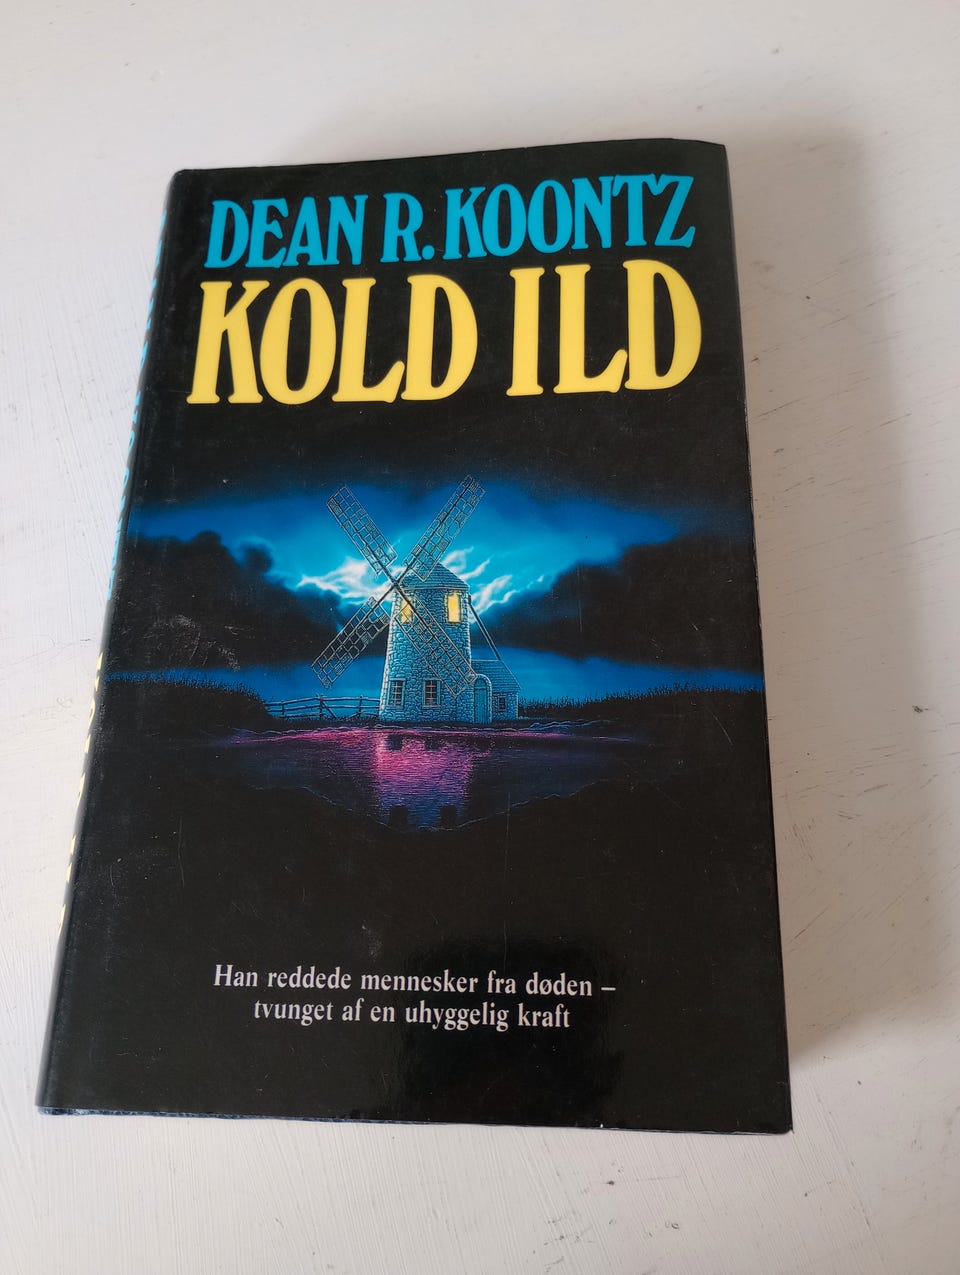 DEAN R. KOONTZ
KOLD ILD
Han reddede mennesker fra døden –
tvunget af en uhyggelig kraft